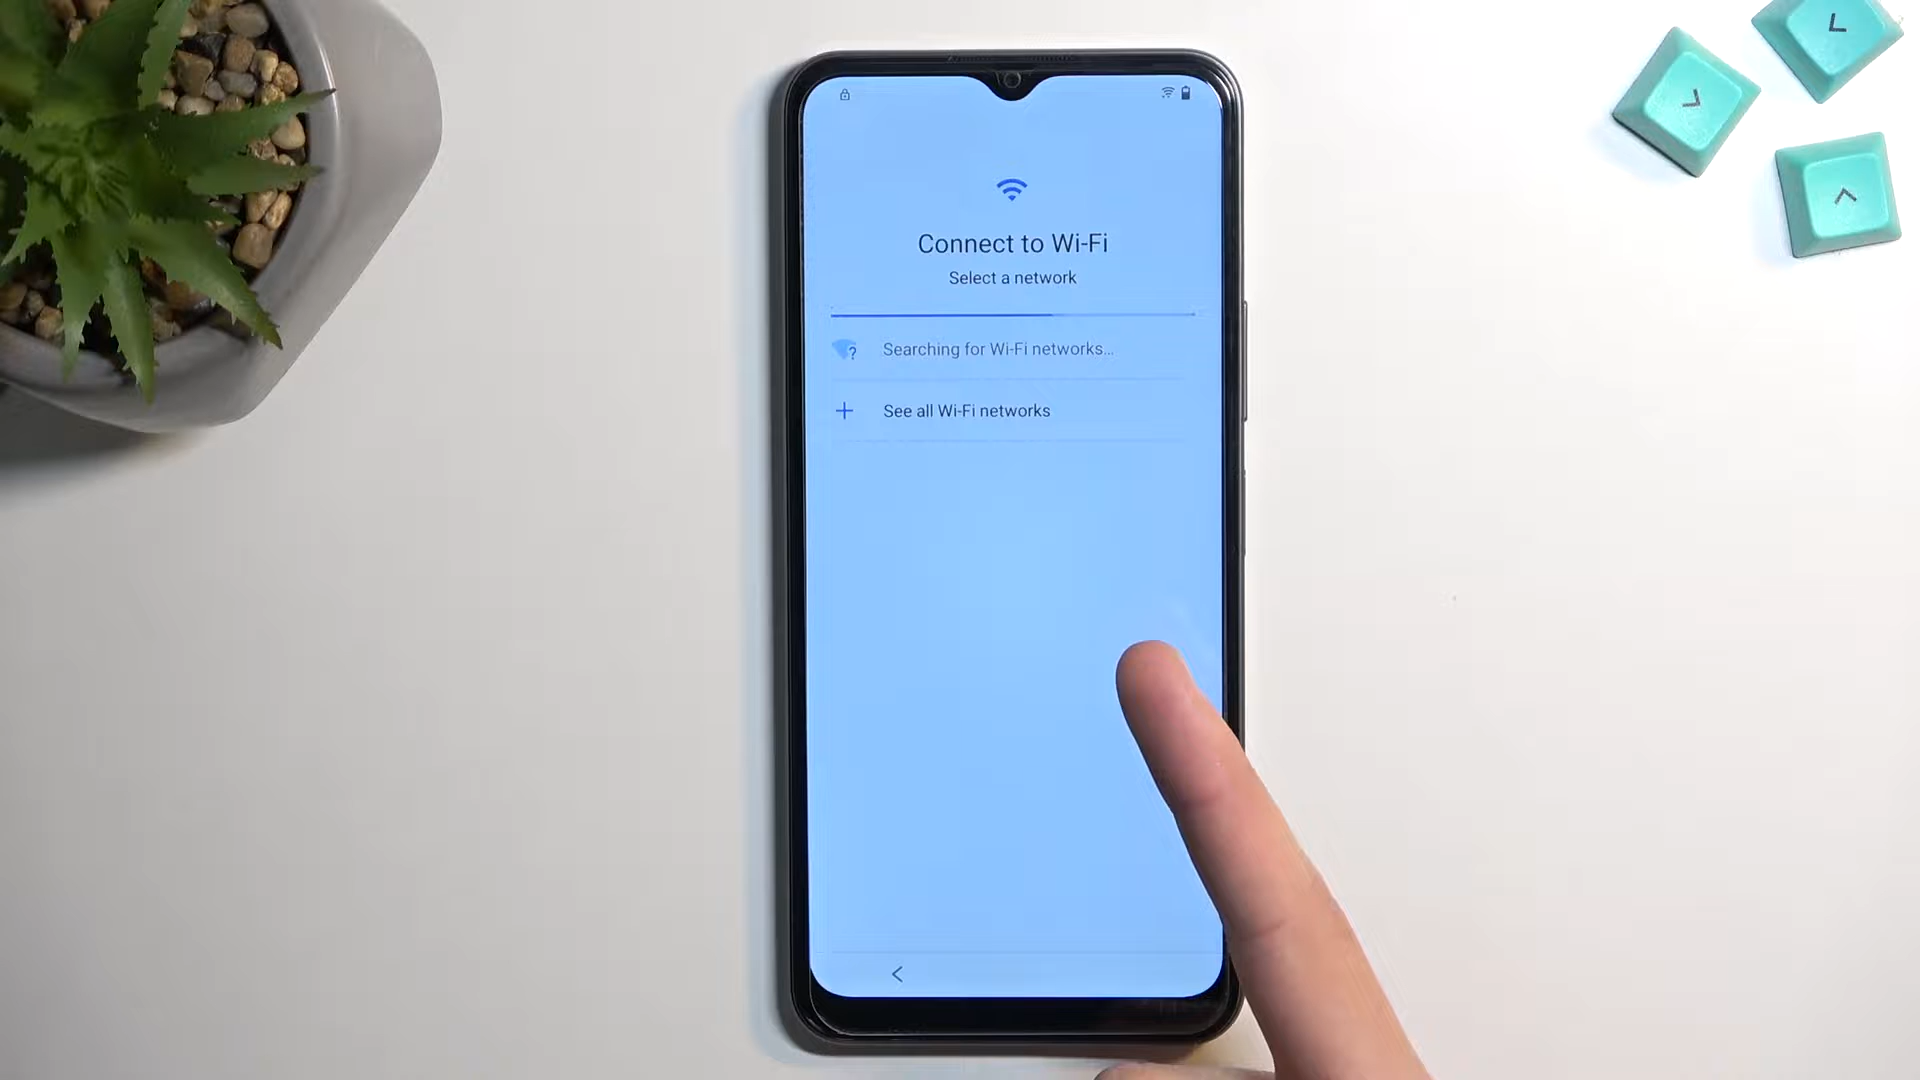 Connect to Wi-Fi
Select a network
Searching for Wi-Fi networks...
See all Wi-Fi networks